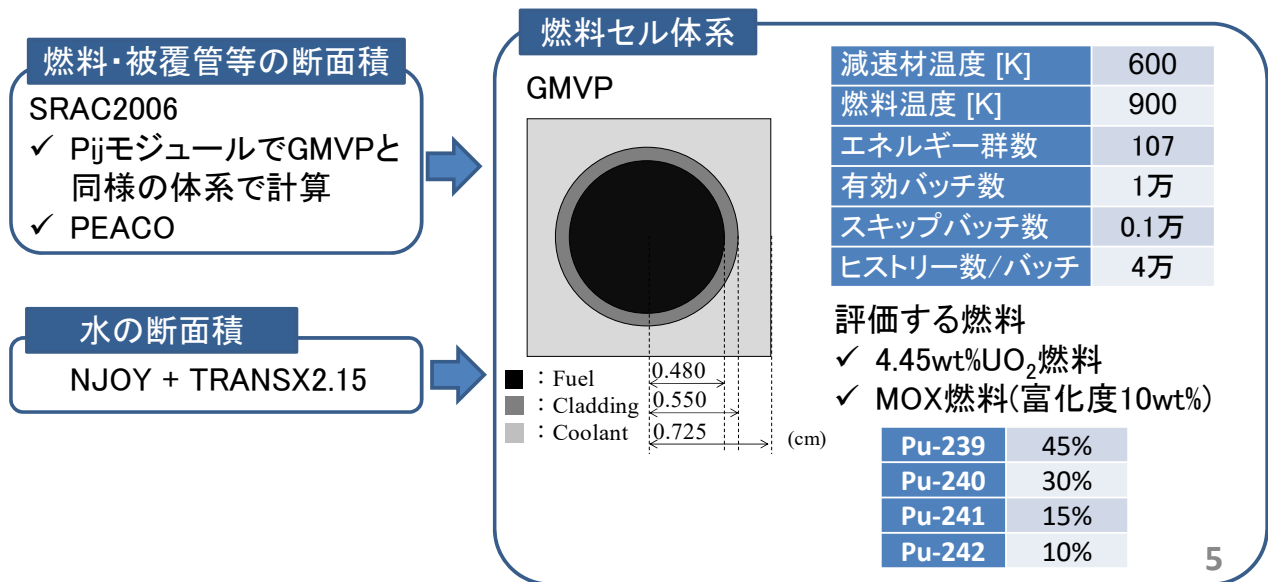 燃料・被覆管等の断面積
SRAC2006
✓ PijモジュールでGMVPと
同様の体系で計算
✓ PEACO
水の断面積
NJOY + TRANSX2.15
燃料セル体系
GMVP
: Fuel
: Cladding
: Coolant
0.480
0.550
0.725
(cm)
減速材温度 [K] 600
燃料温度 [K] 900
エネルギー群数 107
有効バッチ数 1万
スキップバッチ数 0.1万
ヒストリー数/バッチ 4万
評価する燃料
✓ 4.45wt%UO₂燃料
✓ MOX燃料(富化度10wt%)
Pu-239 45%
Pu-240 30%
Pu-241 15%
Pu-242 10%
5